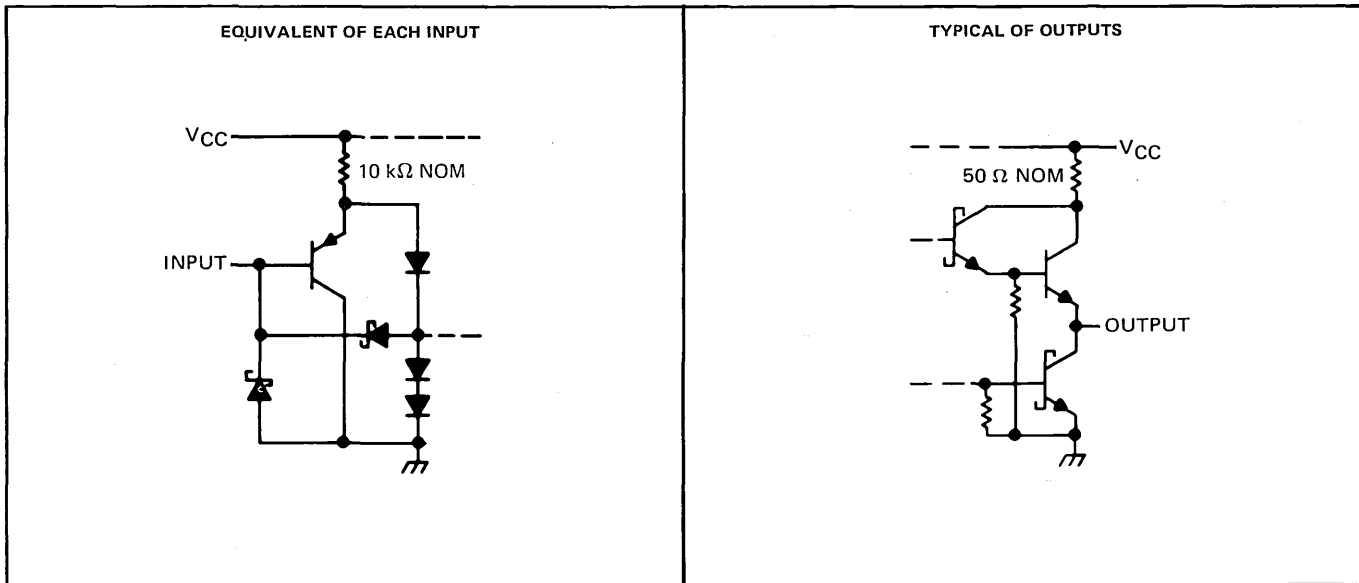 EQUIVALENT OF EACH INPUT
VCC
10 kΩ NOM
INPUT
TYPICAL OF OUTPUTS
VCC
50 Ω NOM
OUTPUT